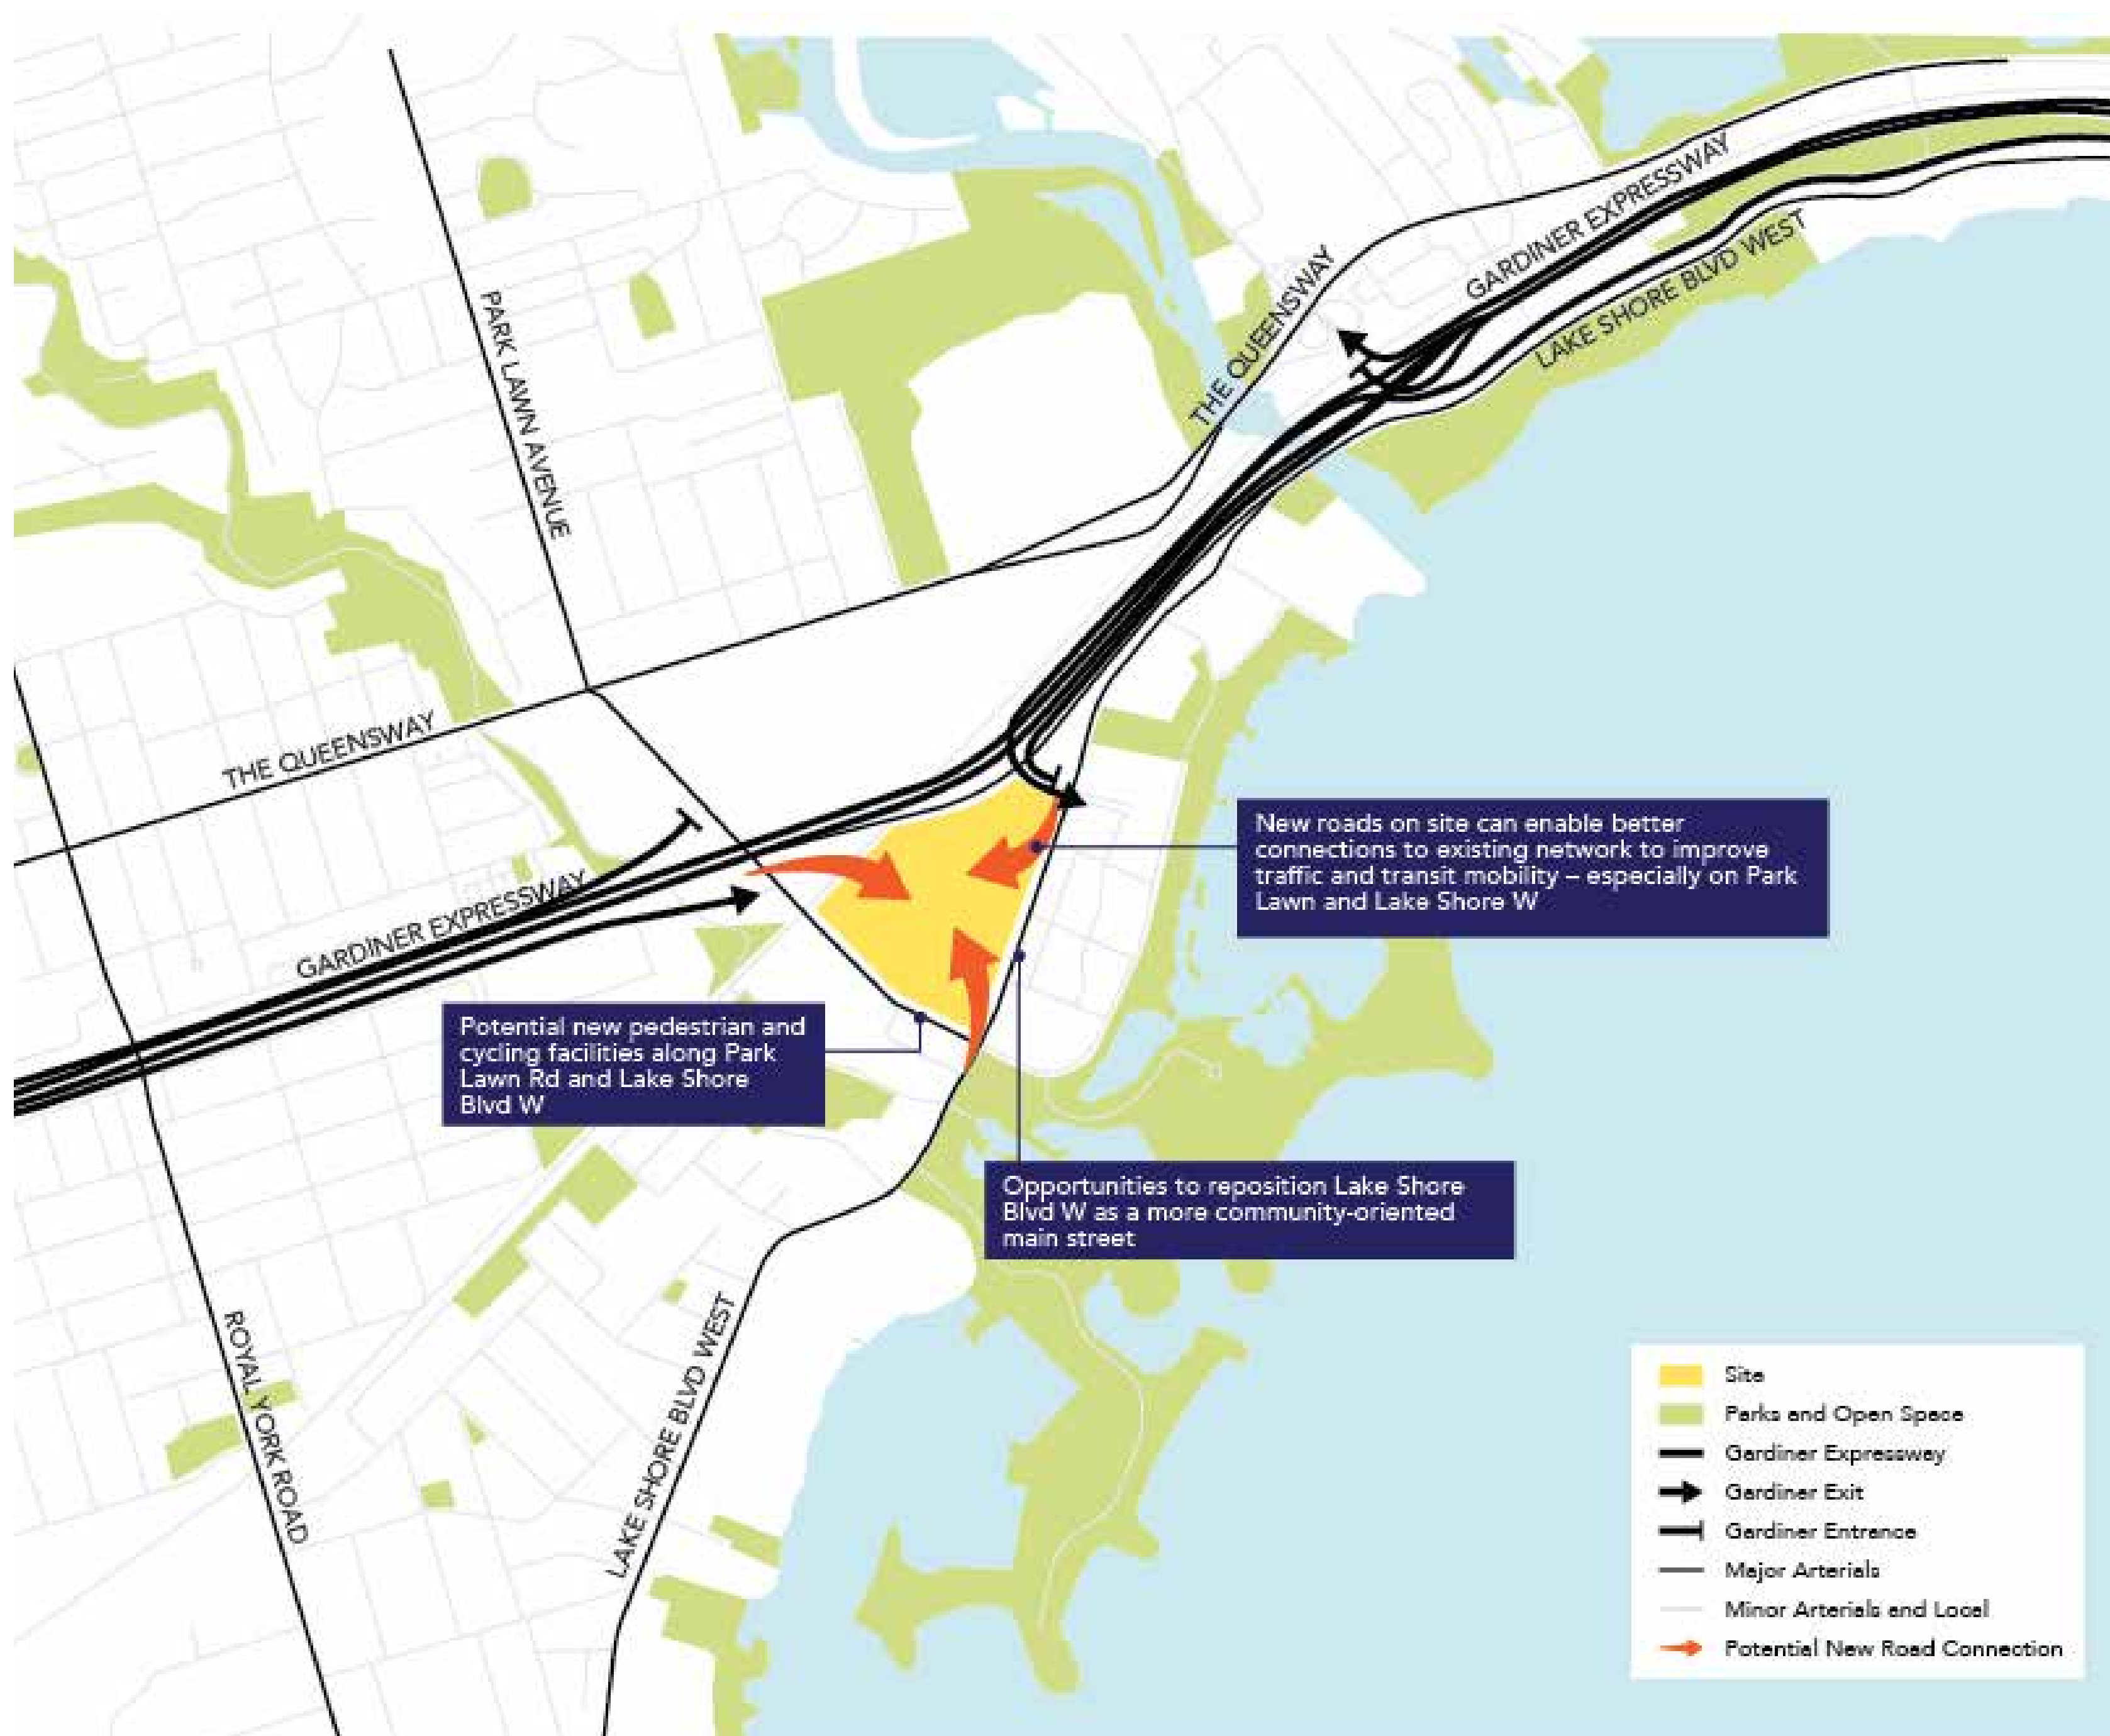 PARK LAWN AVENUE
THE QUEENSWAY
GARDINER EXPRESSWAY
LAKE SHORE BLVD WEST
THE QUEENSWAY
GARDINER EXPRESSWAY
New roads on site can enable better
connections to existing network to improve
traffic and transit mobility – especially on Park
Lawn and Lake Shore W
Potential new pedestrian and
cycling facilities along Park
Lawn Rd and Lake Shore
Blvd W
Opportunities to reposition Lake Shore
Blvd W as a more community-oriented
main street
ROYAL YORK ROAD
LAKE SHORE BLVD WEST
Site
Parks and Open Space
Gardiner Expressway
Gardiner Exit
Gardiner Entrance
Major Arterials
Minor Arterials and Local
Potential New Road Connection